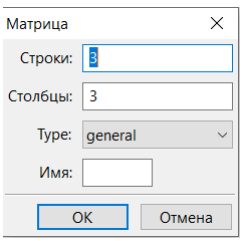 Матрица
Строки: 3
Столбцы: 3
Type: general
Имя:
OK Отмена